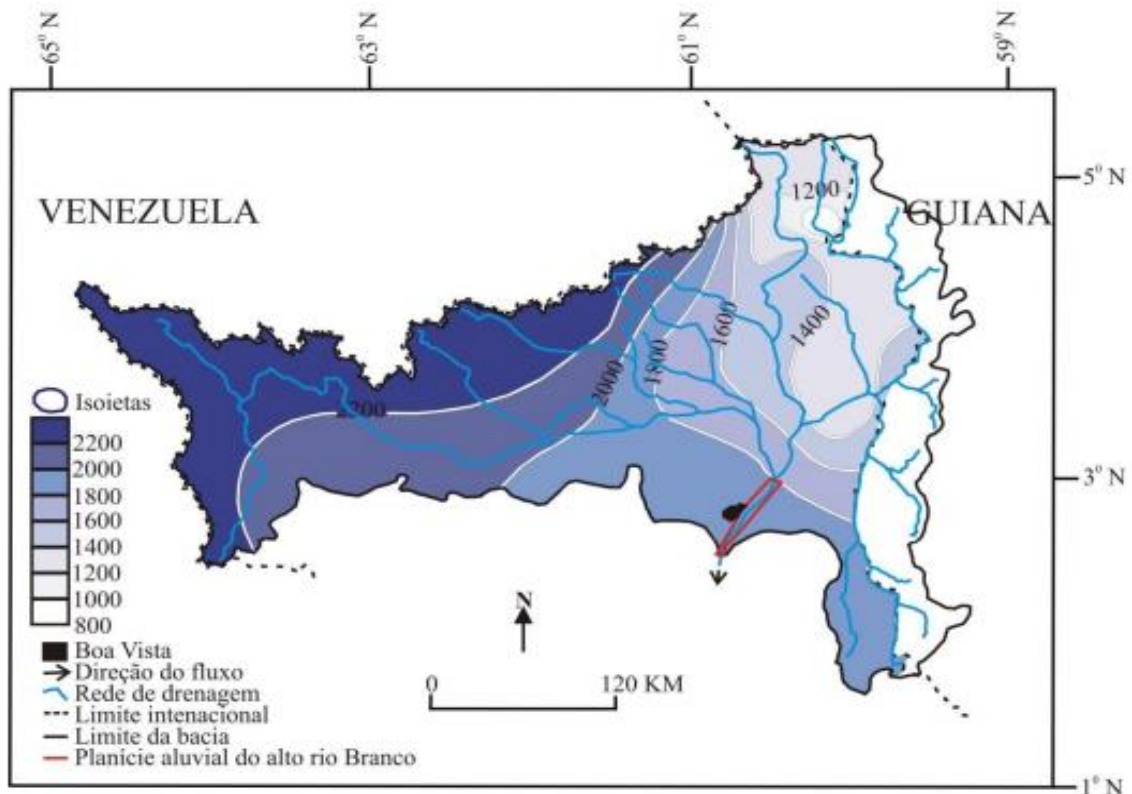 65° N
63° N
61° N
59° N
VENEZUELA
GUIANA
5° N
3° N
1° N
1200
1400
1600
1800
2000
2200
Isoietas
2200
2000
1800
1600
1400
1200
1000
800
Boa Vista
Direção do fluxo
Rede de drenagem
Limite intenacional
Limite da bacia
Planície aluvial do alto rio Branco
N
0 120 KM